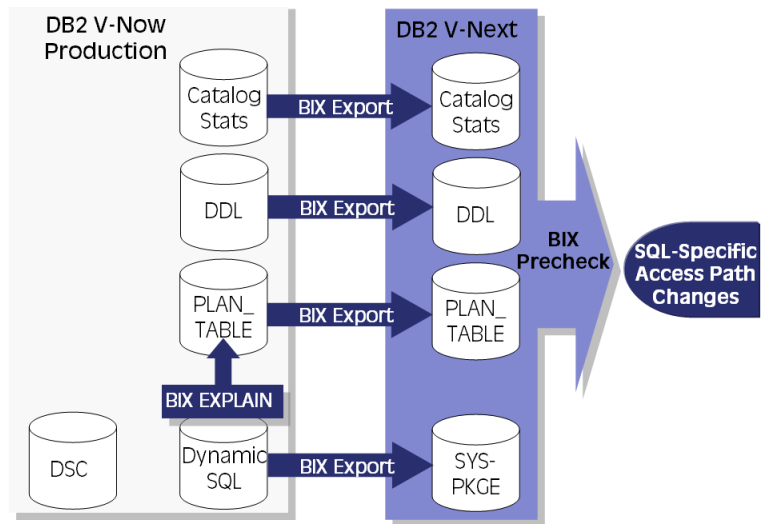 DB2 V-Now
Production
DB2 V-Next
Catalog
Stats
BIX Export
Catalog
Stats
DDL
BIX Export
DDL
BIX
Precheck
SQL-Specific
Access Path
Changes
PLAN_
TABLE
BIX Export
PLAN_
TABLE
BIX EXPLAIN
DSC
Dynamic
SQL
BIX Export
SYS-
PKGE